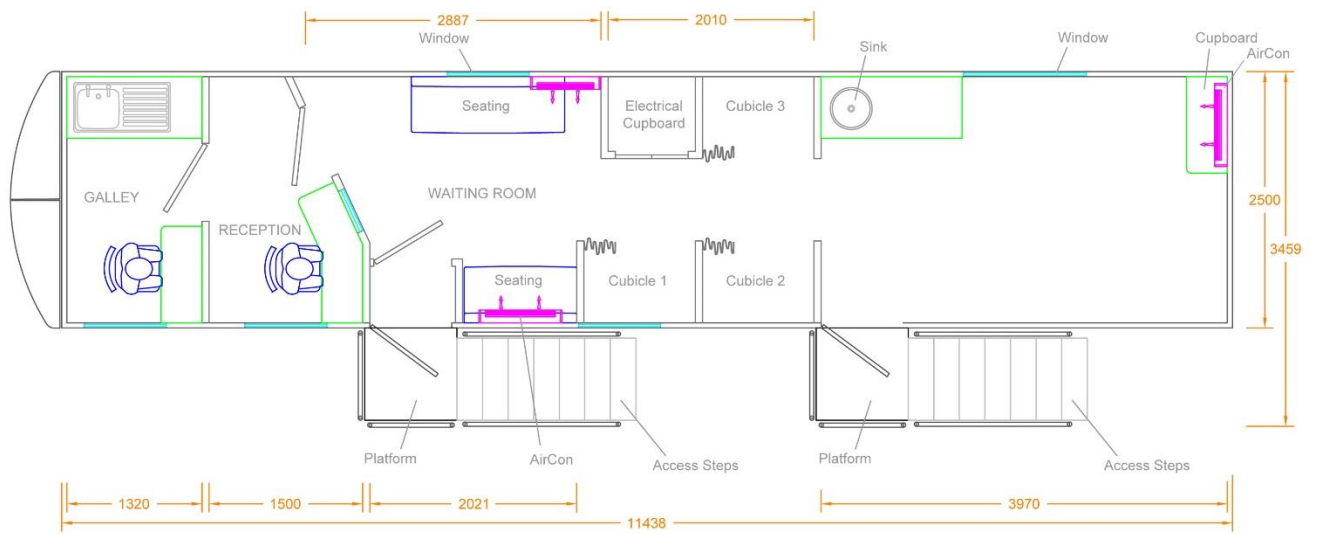 2887
2010
Window
Sink
Window
Cupboard
AirCon
Seating
Electrical
Cupboard
Cubicle 3
GALLEY
WAITING ROOM
RECEPTION
2500
3459
Seating
Cubicle 1
Cubicle 2
Platform
AirCon
Access Steps
Platform
Access Steps
1320
1500
2021
3970
11438